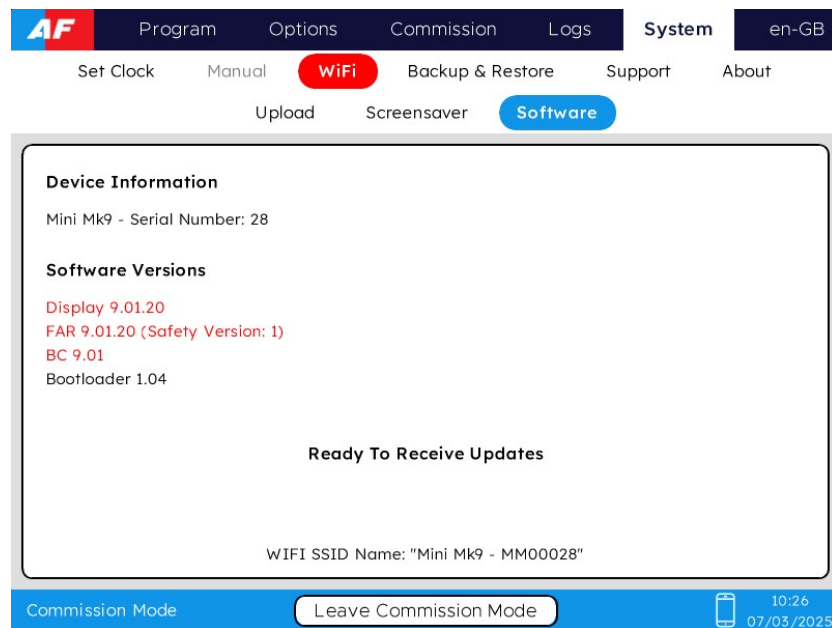 AF Program Options Commission Logs System en-GB
Set Clock Manual WiFi Backup & Restore Support About
Upload Screensaver Software
Device Information
Mini Mk9 - Serial Number: 28
Software Versions
Display 9.01.20
FAR 9.01.20 (Safety Version: 1)
BC 9.01
Bootloader 1.04
Ready To Receive Updates
WIFI SSID Name: "Mini Mk9 - MM00028"
Commission Mode Leave Commission Mode 10:26
07/03/2025